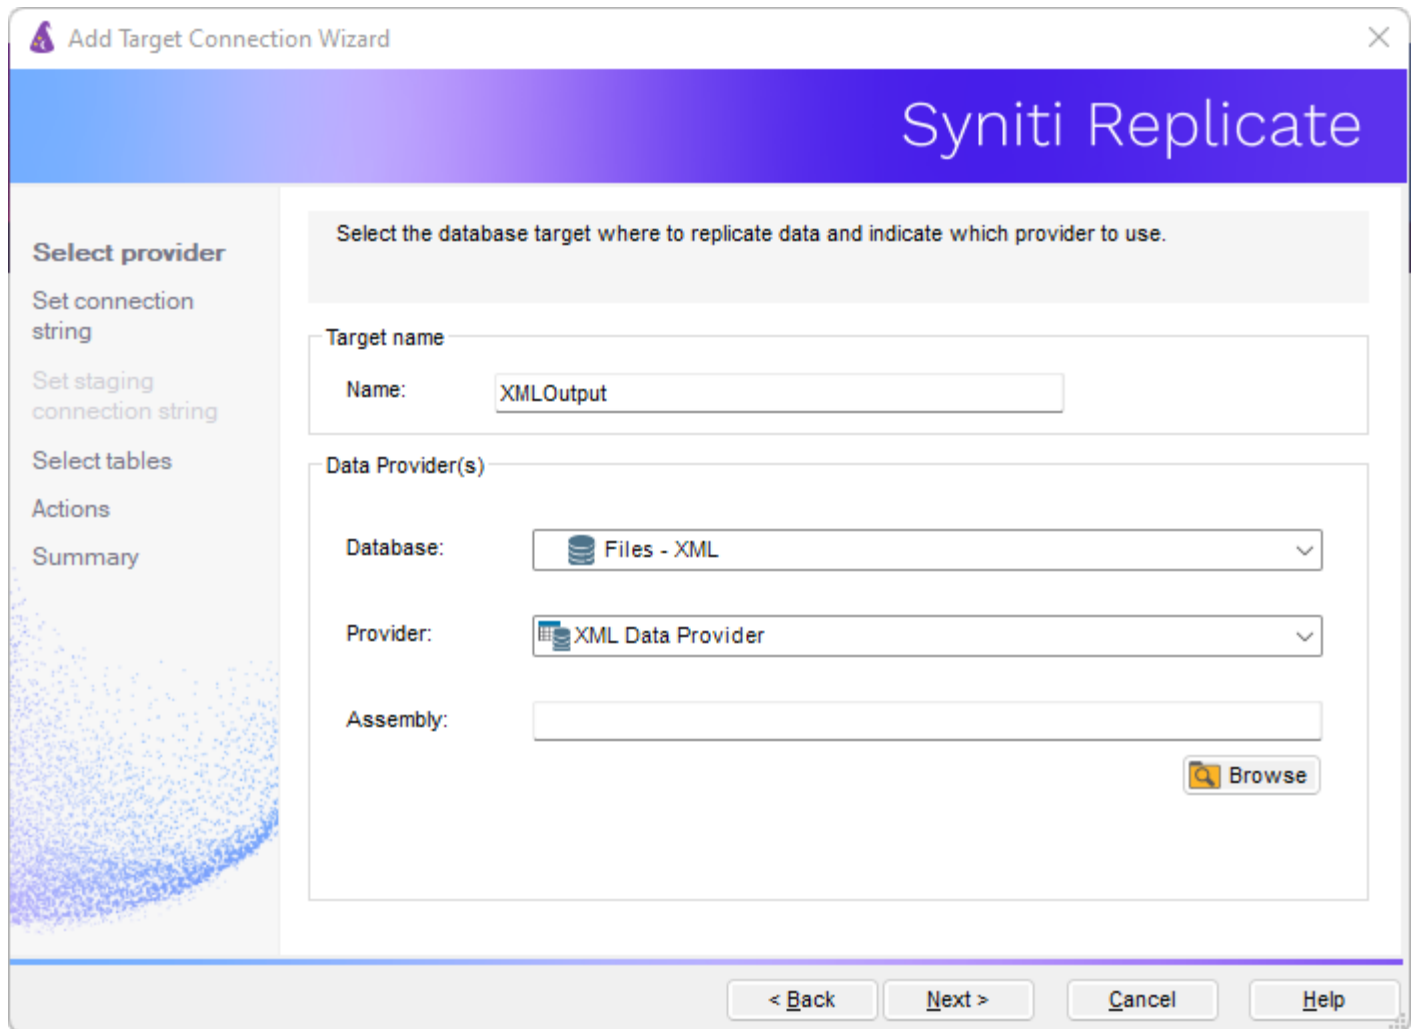 Add Target Connection Wizard
Syniti Replicate
Select provider
Set connection
string
Set staging
connection string
Select tables
Actions
Summary
Select the database target where to replicate data and indicate which provider to use.
Target name
Name:
XMLOutput
Data Provider(s)
Database:
Files - XML
Provider:
XML Data Provider
Assembly:
Browse
< Back
Next >
Cancel
Help